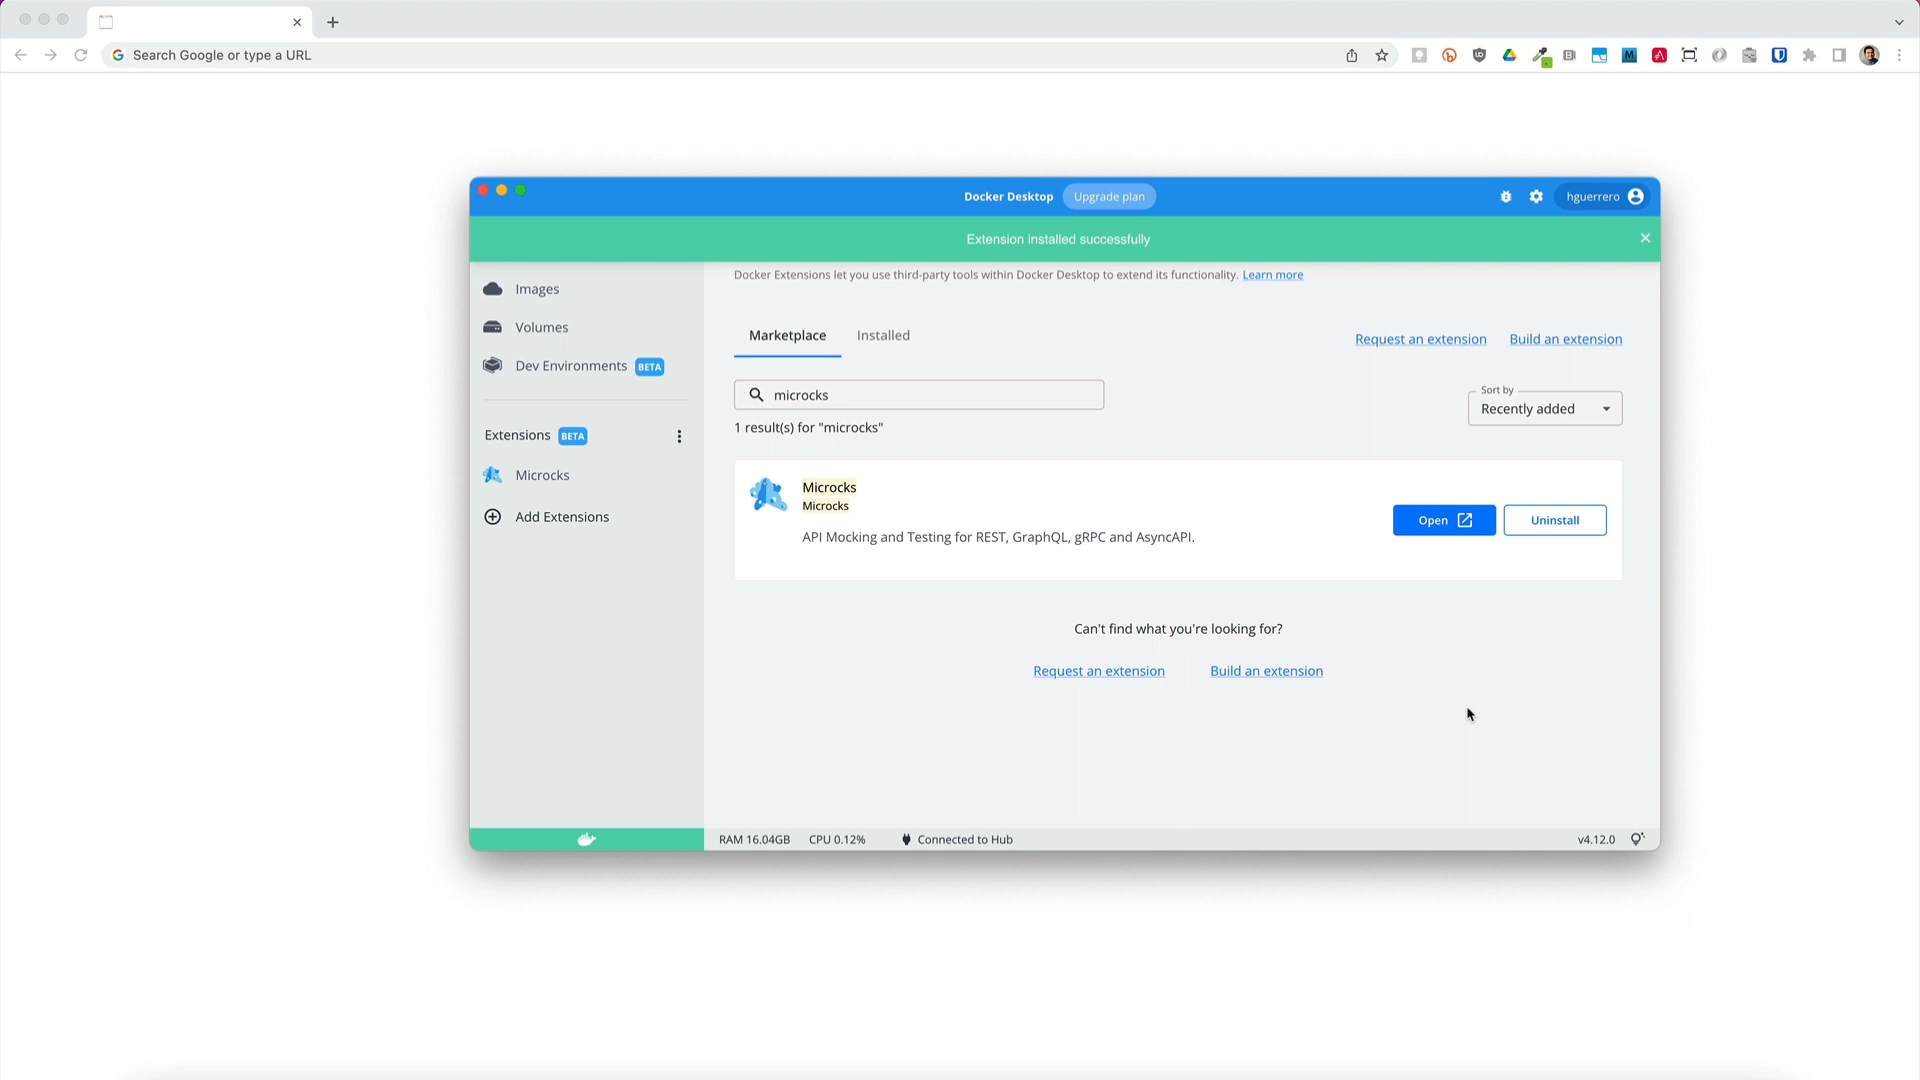 Search Google or type a URL
Docker Desktop
Upgrade plan
hguerrero
Extension installed successfully
Images
Volumes
Dev Environments BETA
Extensions BETA
Microcks
Add Extensions
Docker Extensions let you use third-party tools within Docker Desktop to extend its functionality. Learn more
Marketplace
Installed
Request an extension
Build an extension
microcks
Sort by
Recently added
1 result(s) for "microcks"
Microcks
Microcks
API Mocking and Testing for REST, GraphQL, gRPC and AsyncAPI.
Open
Uninstall
Can't find what you're looking for?
Request an extension
Build an extension
RAM 16.04GB
CPU 0.12%
Connected to Hub
v4.12.0